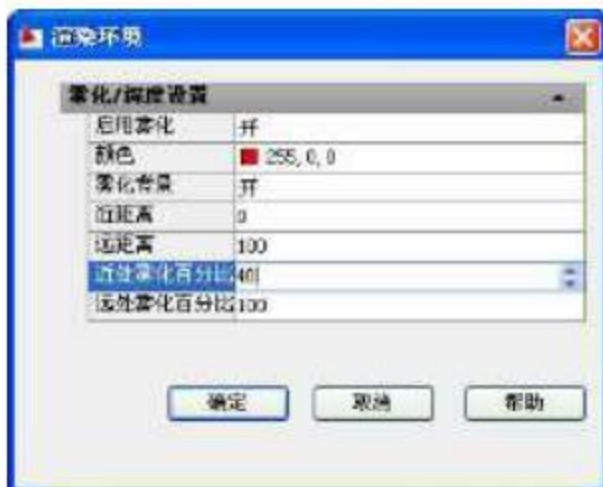 渲染环境
雾化/深度设置
启用雾化 开
颜色 255, 0, 0
雾化背景 开
近距离 0
远距离 100
近处雾化百分比 40
远处雾化百分比 100
确定 取消 帮助